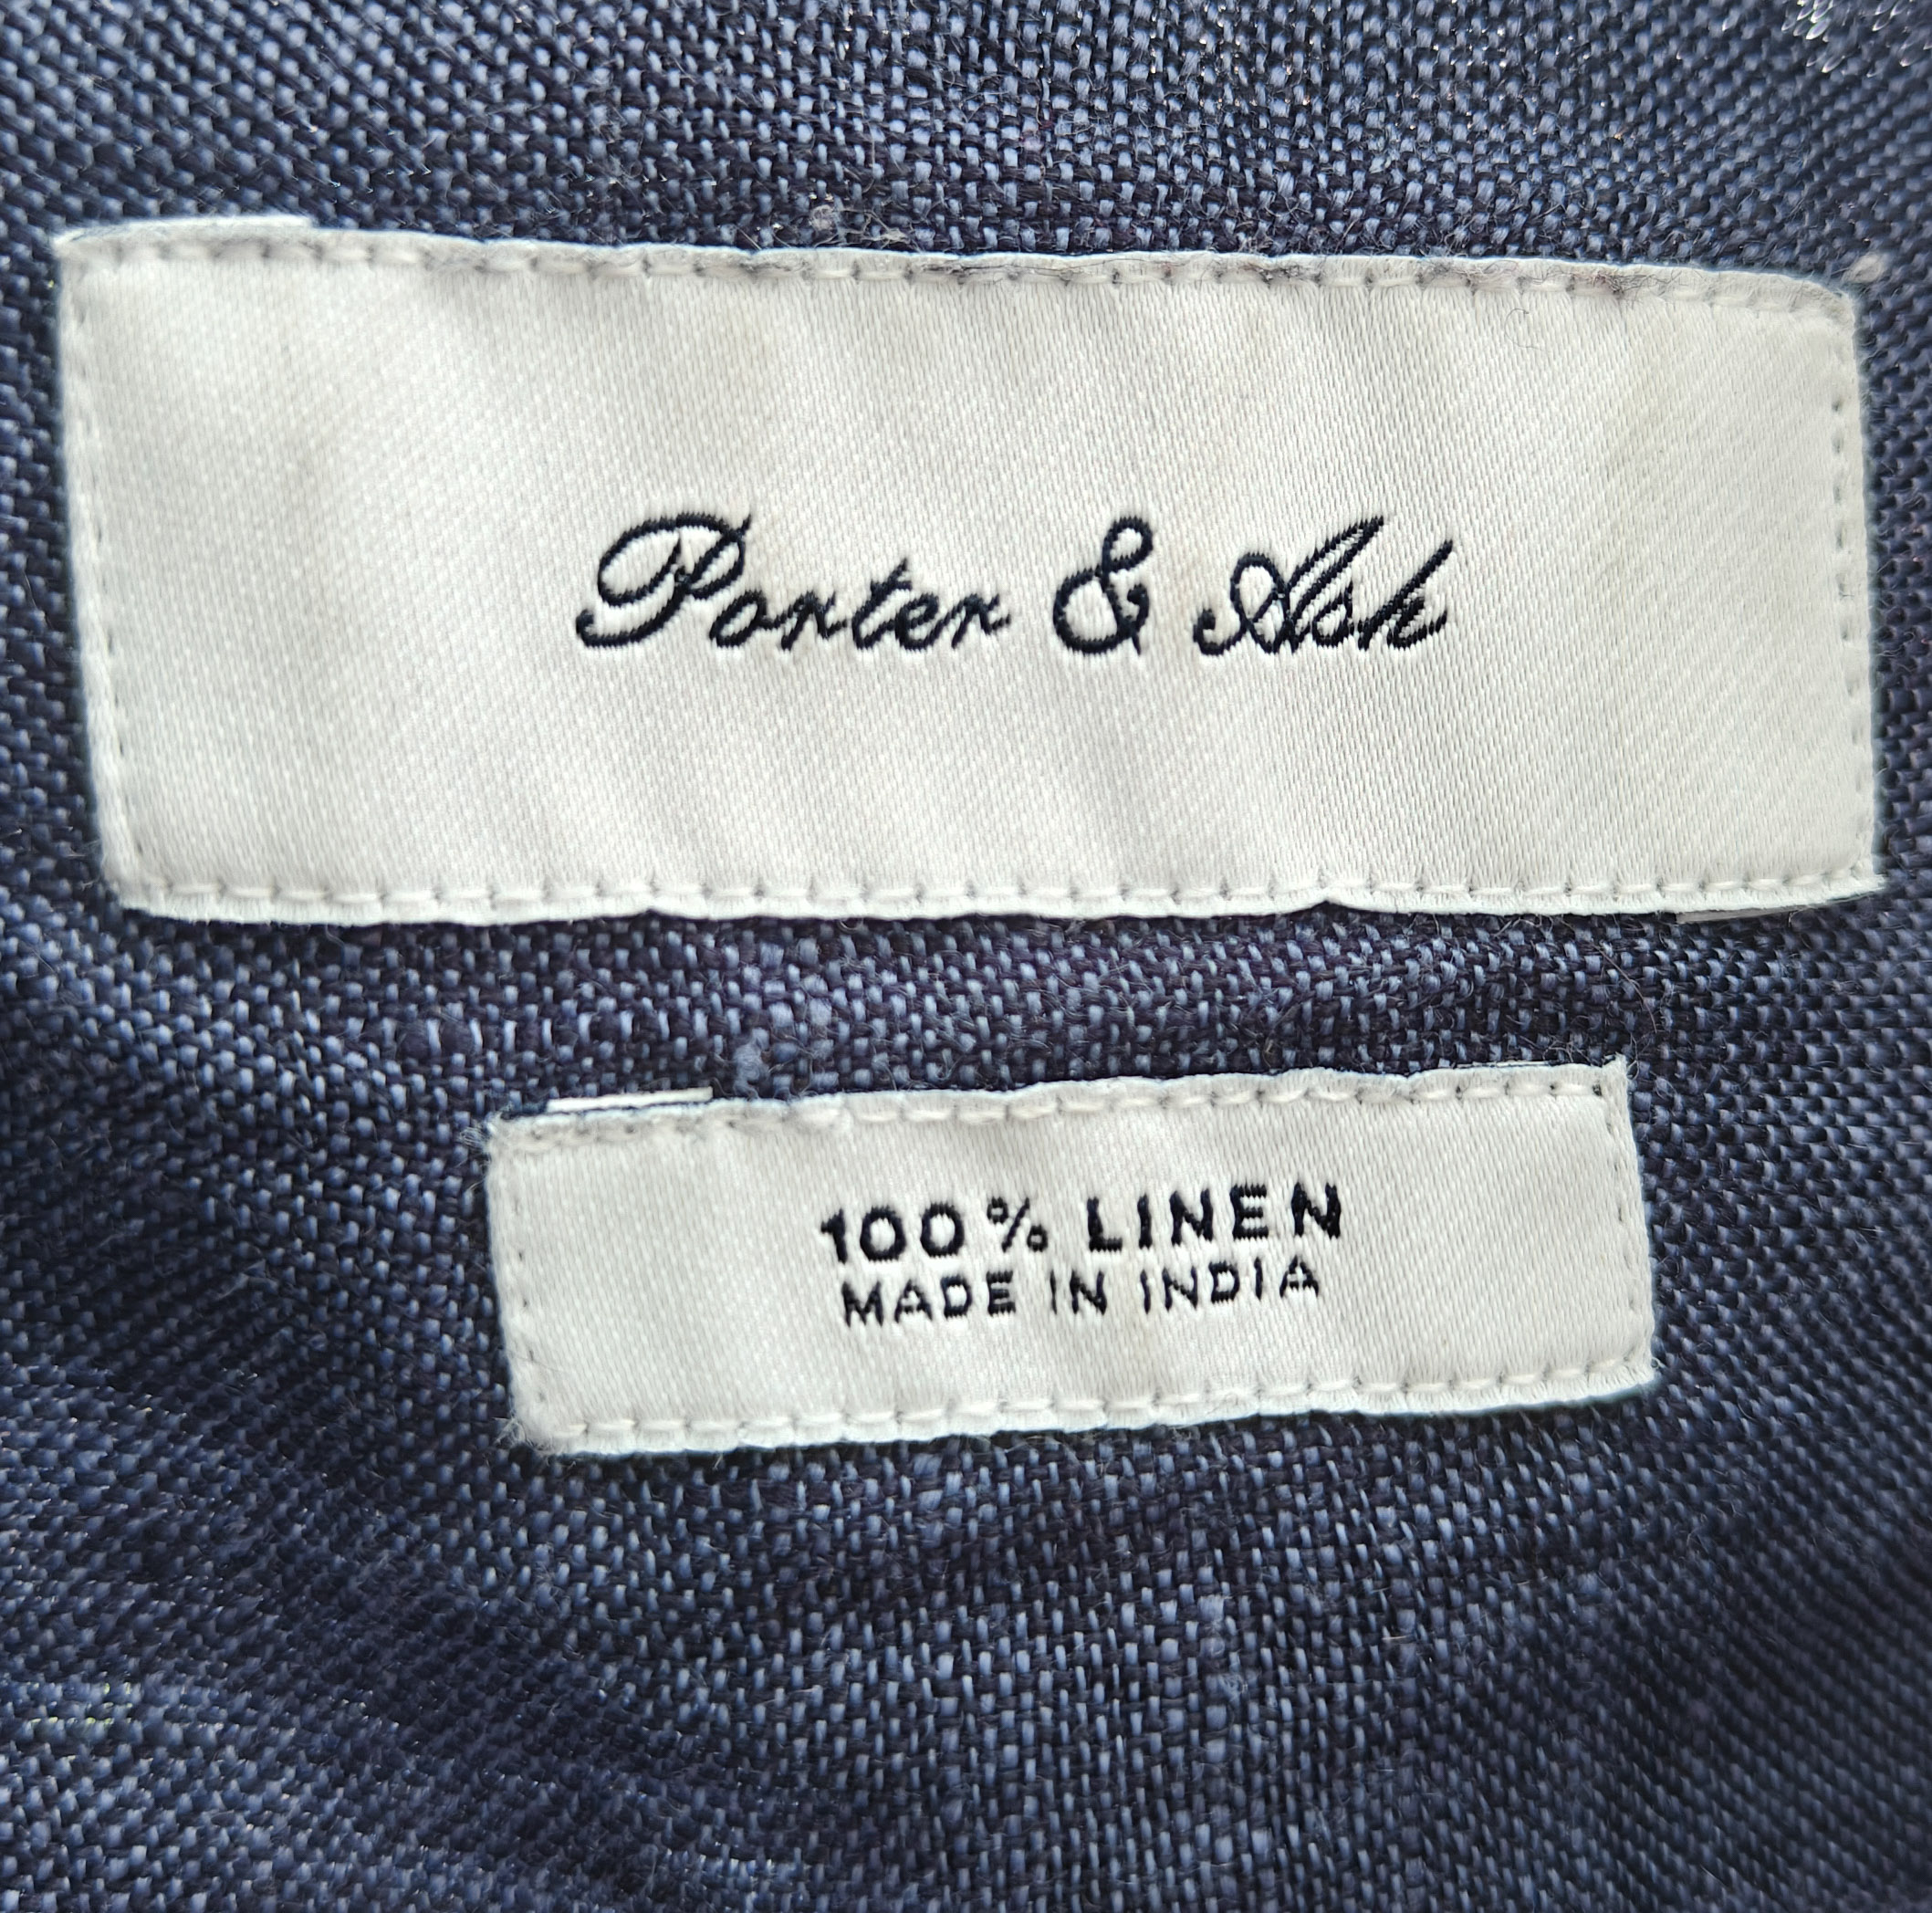 Porter & Ash
100% LINEN
MADE IN INDIA